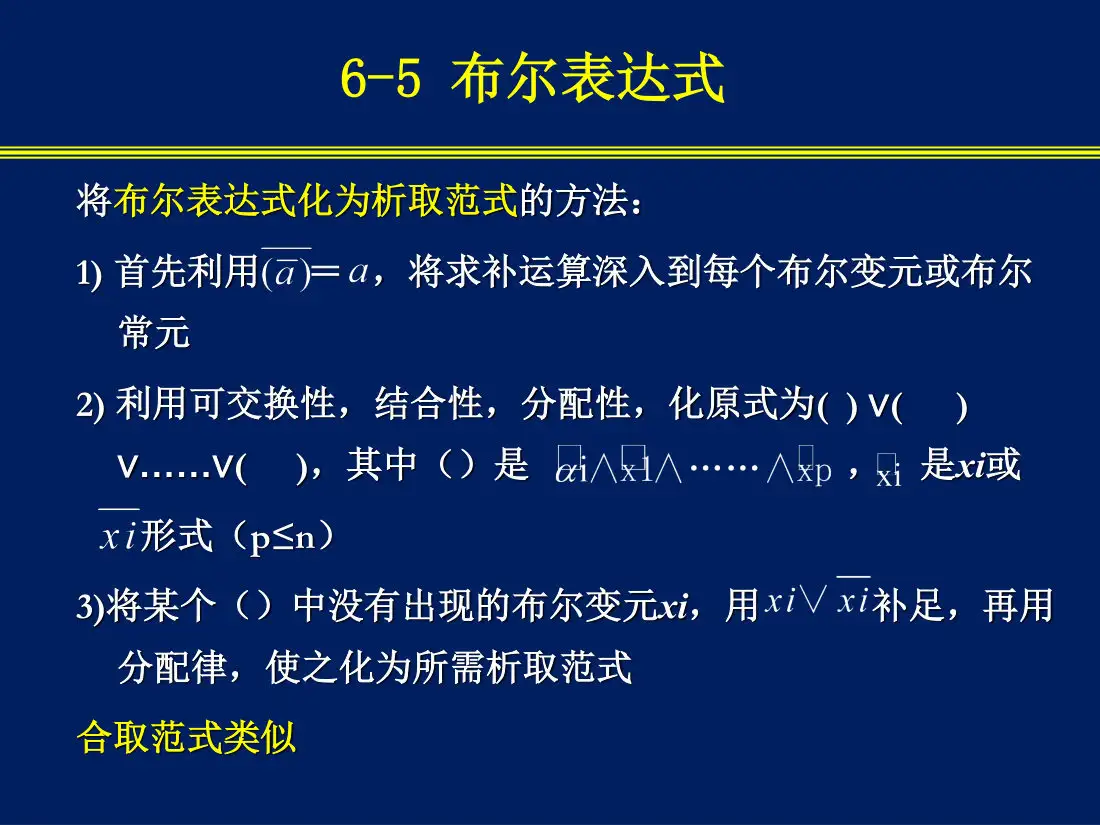 6-5 布尔表达式
将布尔表达式化为析取范式的方法：
1) 首先利用(a̅)̅＝a，将求补运算深入到每个布尔变元或布尔
常元
2) 利用可交换性，结合性，分配性，化原式为( ) ∨( )
∨……∨( )，其中（）是 αi∧x1∧……∧xp，xi 是xi或
x̅i̅形式（p≤n）
3)将某个（）中没有出现的布尔变元xi，用xi∨x̅i̅补足，再用
分配律，使之化为所需析取范式
合取范式类似